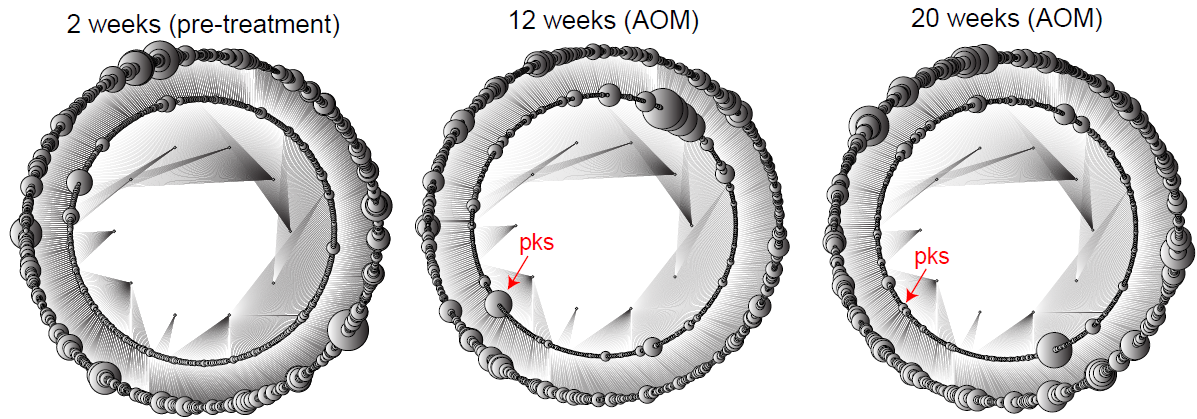 2 weeks (pre-treatment)
12 weeks (AOM)
20 weeks (AOM)
pks
pks